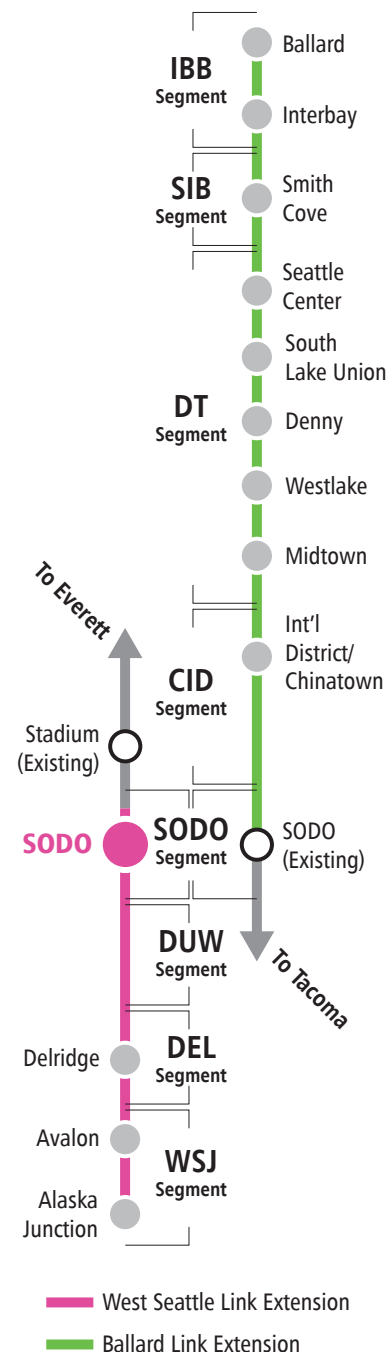 IBB
Segment
Ballard
Interbay
SIB
Segment
Smith
Cove
Seattle
Center
South
Lake Union
DT
Segment
Denny
Westlake
Midtown
To Everett
Int'l
District/
Chinatown
CID
Segment
Stadium
(Existing)
SODO
SODO
Segment
SODO
(Existing)
DUW
Segment
To Tacoma
DEL
Segment
Delridge
Avalon
WSJ
Segment
Alaska
Junction
West Seattle Link Extension
Ballard Link Extension